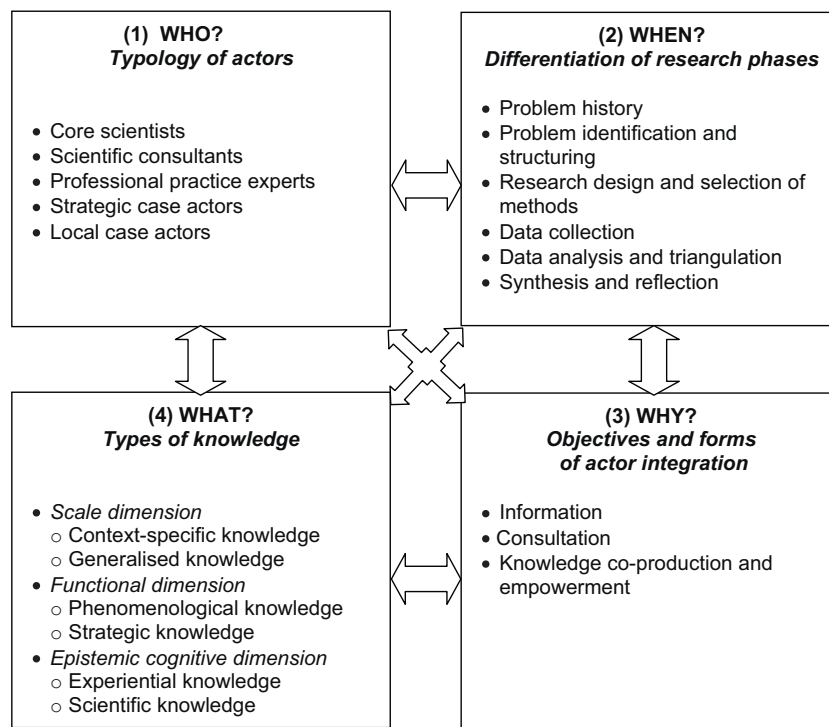 (1) WHO?
Typology of actors
• Core scientists
• Scientific consultants
• Professional practice experts
• Strategic case actors
• Local case actors
(2) WHEN?
Differentiation of research phases
• Problem history
• Problem identification and
structuring
• Research design and selection of
methods
• Data collection
• Data analysis and triangulation
• Synthesis and reflection
(4) WHAT?
Types of knowledge
• Scale dimension
o Context-specific knowledge
o Generalised knowledge
• Functional dimension
o Phenomenological knowledge
o Strategic knowledge
• Epistemic cognitive dimension
o Experiential knowledge
o Scientific knowledge
(3) WHY?
Objectives and forms
of actor integration
• Information
• Consultation
• Knowledge co-production and
empowerment